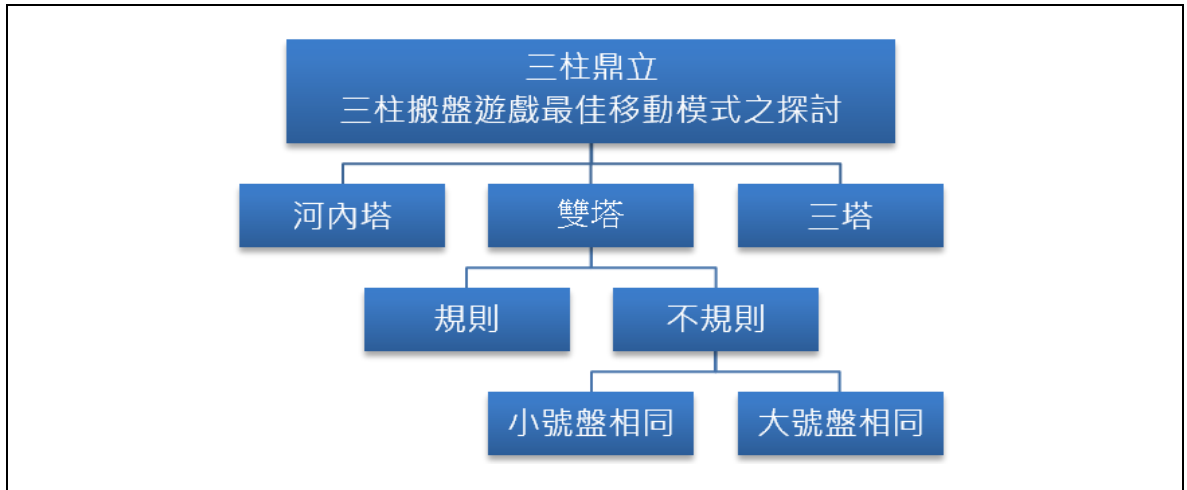 三柱鼎立
三柱搬盤遊戲最佳移動模式之探討
河內塔
雙塔
三塔
規則
不規則
小號盤相同
大號盤相同